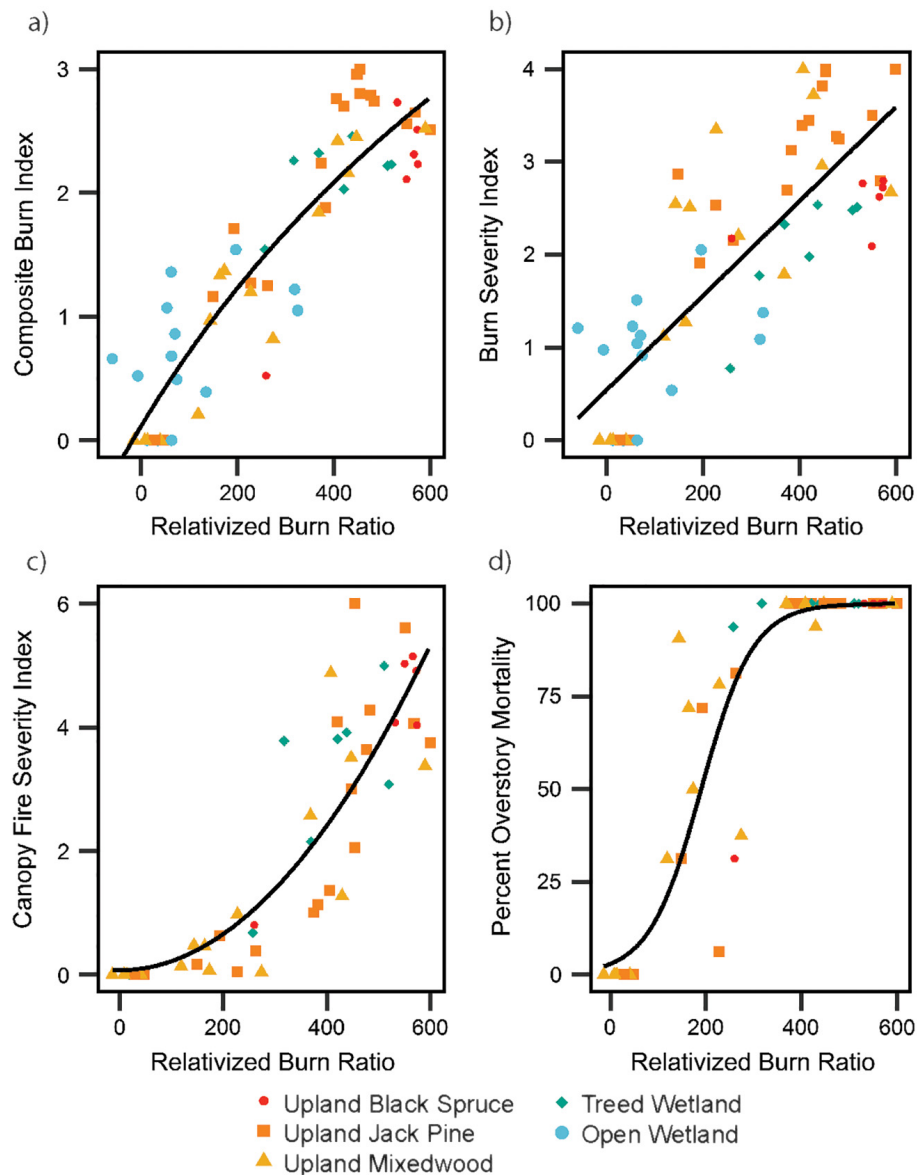 a)
3
2
1
0
Composite Burn Index
0
200
400
600
Relativized Burn Ratio
b)
4
3
2
1
0
Burn Severity Index
0
200
400
600
Relativized Burn Ratio
c)
6
4
2
0
Canopy Fire Severity Index
0
200
400
600
Relativized Burn Ratio
d)
100
75
50
25
0
Percent Overstory Mortality
0
200
400
600
Relativized Burn Ratio
Upland Black Spruce
Upland Jack Pine
Upland Mixedwood
Treed Wetland
Open Wetland